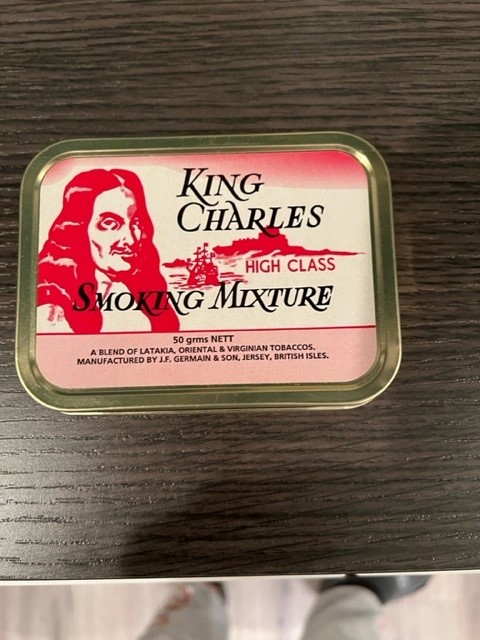 KING
CHARLES
HIGH CLASS
SMOKING MIXTURE
50 grms NETT
A BLEND OF LATAKIA, ORIENTAL & VIRGINIAN TOBACCOS.
MANUFACTURED BY J.F. GERMAIN & SON, JERSEY, BRITISH ISLES.